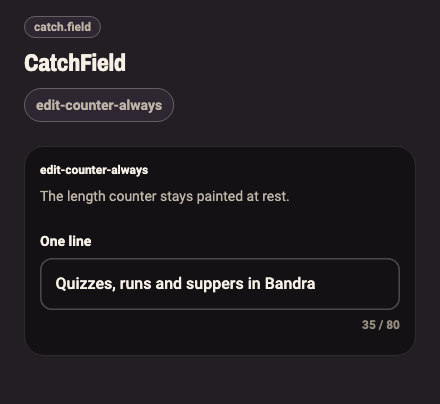 catch.field
CatchField
edit-counter-always
edit-counter-always
The length counter stays painted at rest.
One line
Quizzes, runs and suppers in Bandra
35 / 80